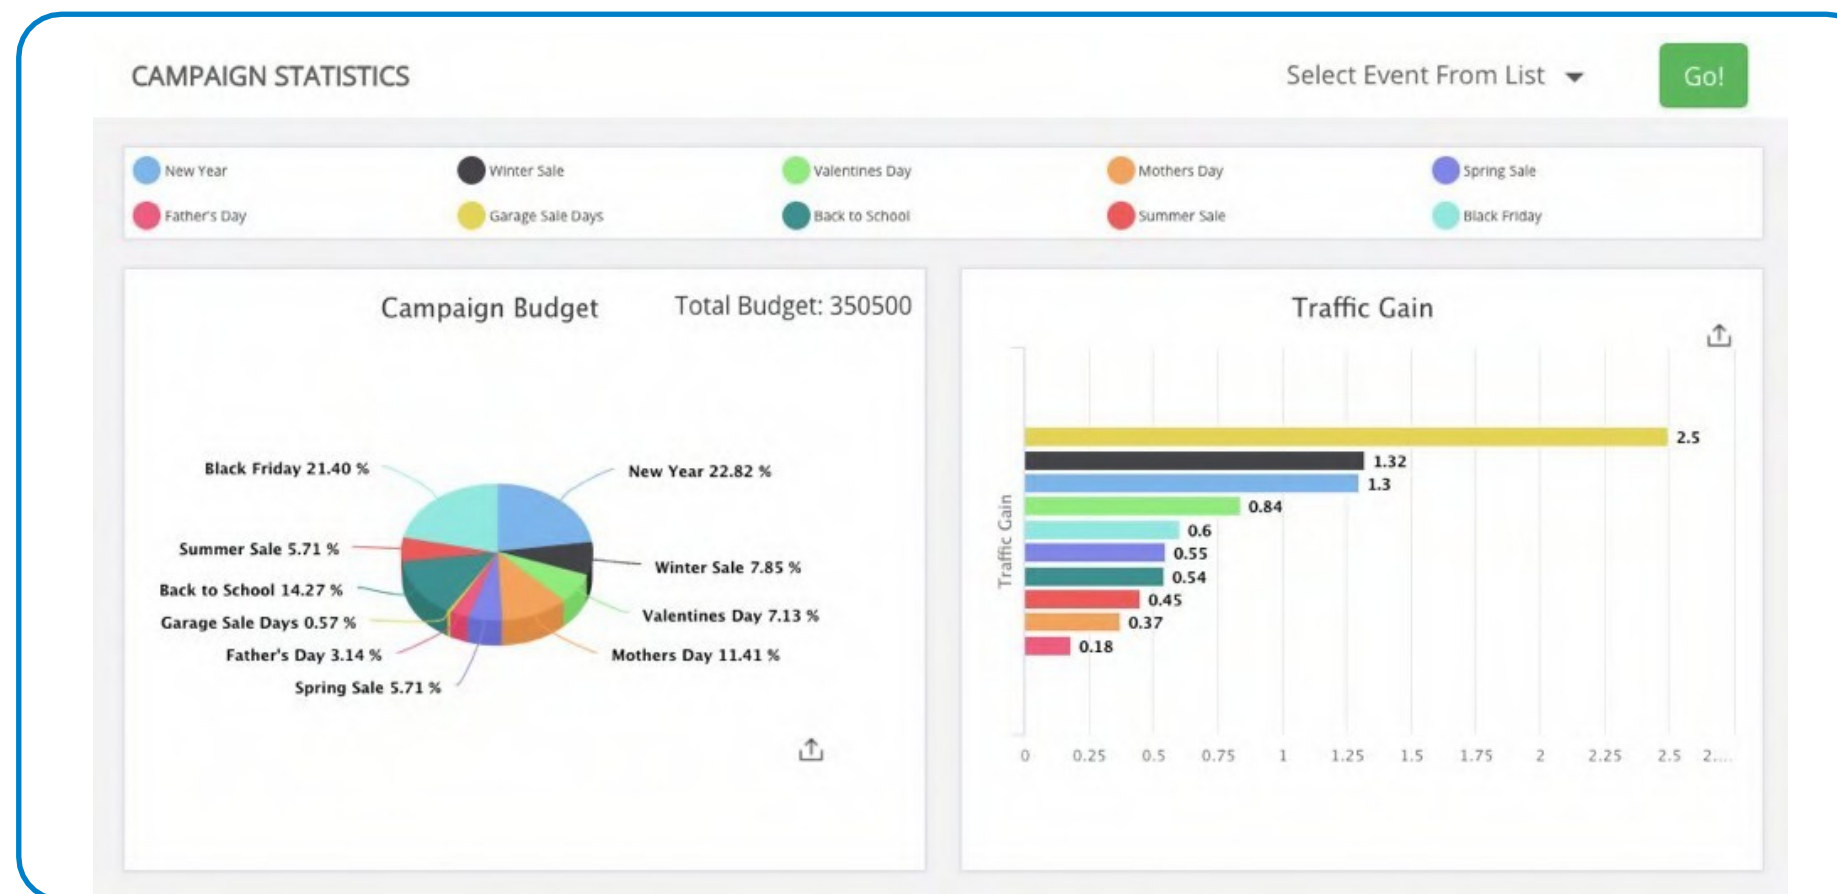 CAMPAIGN STATISTICS
Select Event From List
Go!
New Year
Winter Sale
Valentines Day
Mothers Day
Spring Sale
Father's Day
Garage Sale Days
Back to School
Summer Sale
Black Friday
Campaign Budget
Total Budget: 350500
Black Friday 21.40 %
New Year 22.82 %
Summer Sale 5.71 %
Winter Sale 7.85 %
Back to School 14.27 %
Valentines Day 7.13 %
Garage Sale Days 0.57 %
Father's Day 3.14 %
Mothers Day 11.41 %
Spring Sale 5.71 %
Traffic Gain
Traffic Gain
2.5
1.32
1.3
0.84
0.6
0.55
0.54
0.45
0.37
0.18
0 0.25 0.5 0.75 1 1.25 1.5 1.75 2 2.25 2.5 2....